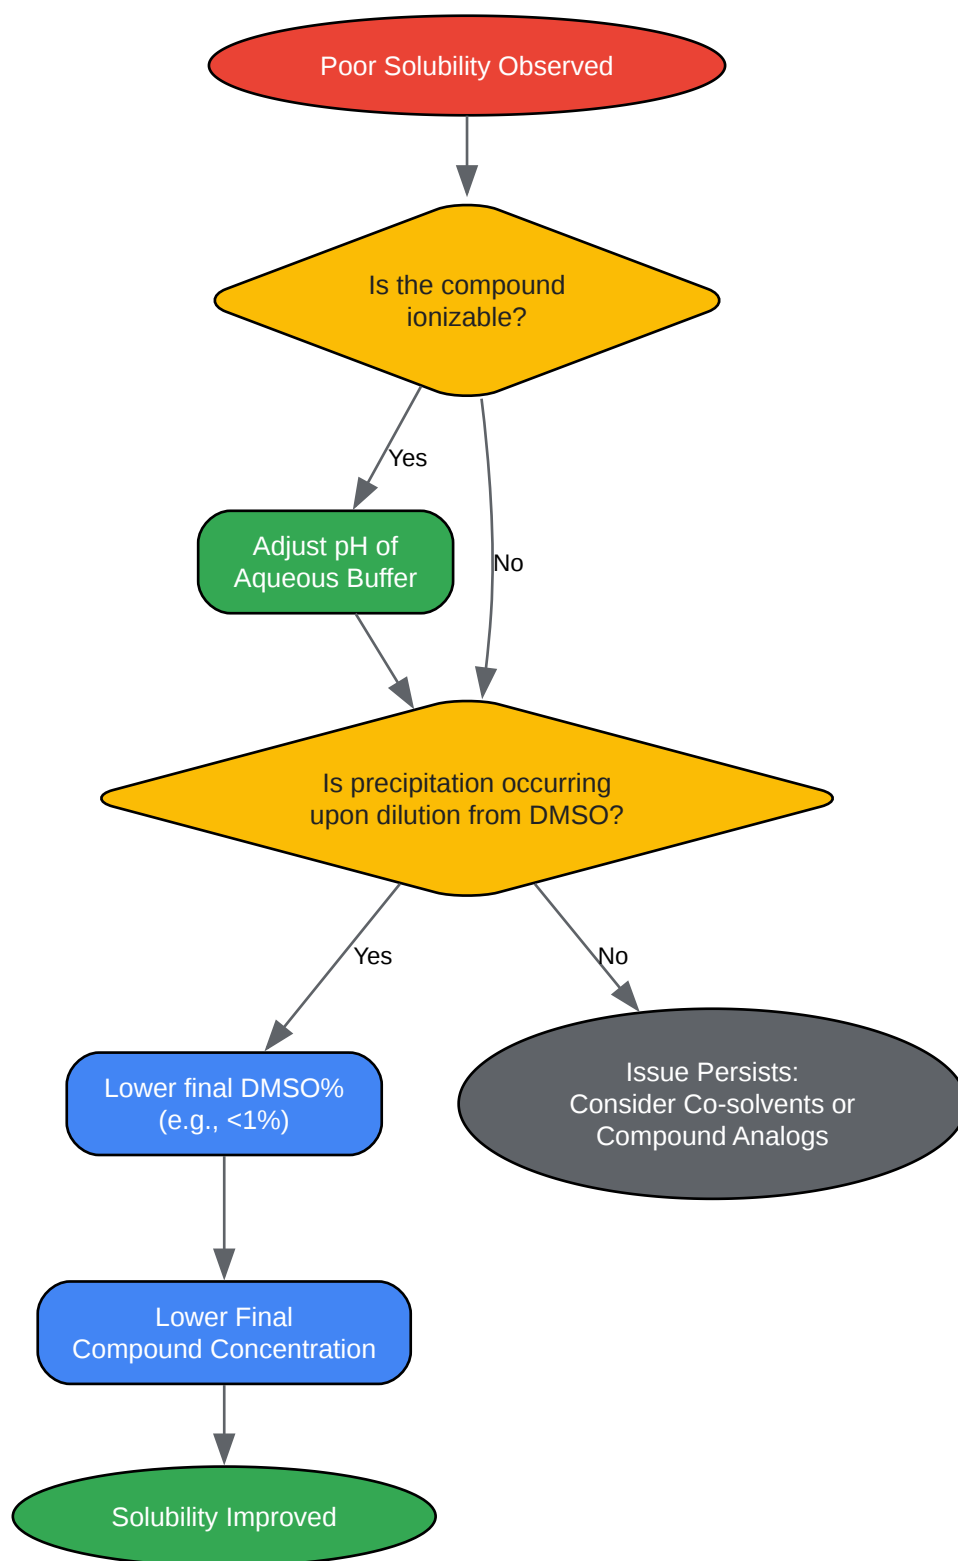 Poor Solubility Observed
Is the compound
ionizable?
Yes
Adjust pH of
Aqueous Buffer
No
Is precipitation occurring
upon dilution from DMSO?
Yes
No
Lower final DMSO%
(e.g., <1%)
Issue Persists:
Consider Co-solvents or
Compound Analogs
Lower Final
Compound Concentration
Solubility Improved